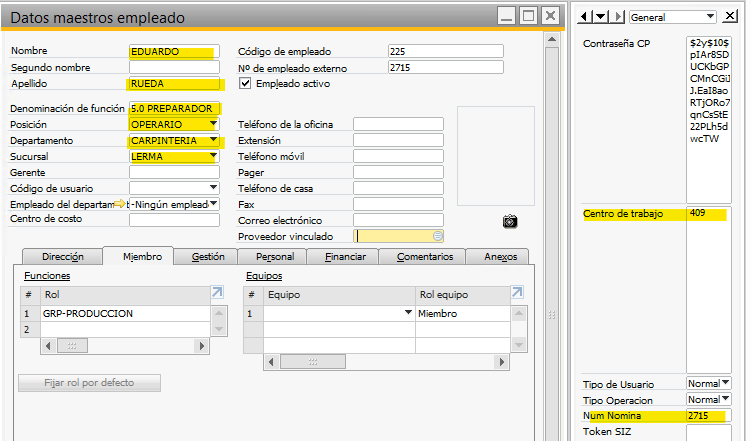 Datos maestros empleado
Nombre EDUARDO
Segundo nombre
Apellido RUEDA
Denominación de función 5.0 PREPARADOR
Posición OPERARIO
Departamento CARPINTERIA
Sucursal LERMA
Gerente
Código de usuario
Empleado del departament -Ningún emplead
Centro de costo
Código de empleado 225
Nº de empleado externo 2715
Empleado activo
Teléfono de la oficina
Extensión
Teléfono móvil
Pager
Teléfono de casa
Fax
Correo electrónico
Proveedor vinculado
Dirección Miembro Gestión Personal Financiar Comentarios Anexos
Funciones
# Rol
1 GRP-PRODUCCION
2
Equipos
# Equipo Rol equipo
1 Miembro
Fijar rol por defecto
General
Contraseña CP $2y$10$
pIAr8SD
UCKbGP
CMnCGiJ
J.EaI8ao
RTjORo7
qnCsStE
22PLh5d
wcTW
Centro de trabajo 409
Tipo de Usuario Normal
Tipo Operacion Normal
Num Nomina 2715
Token SIZ